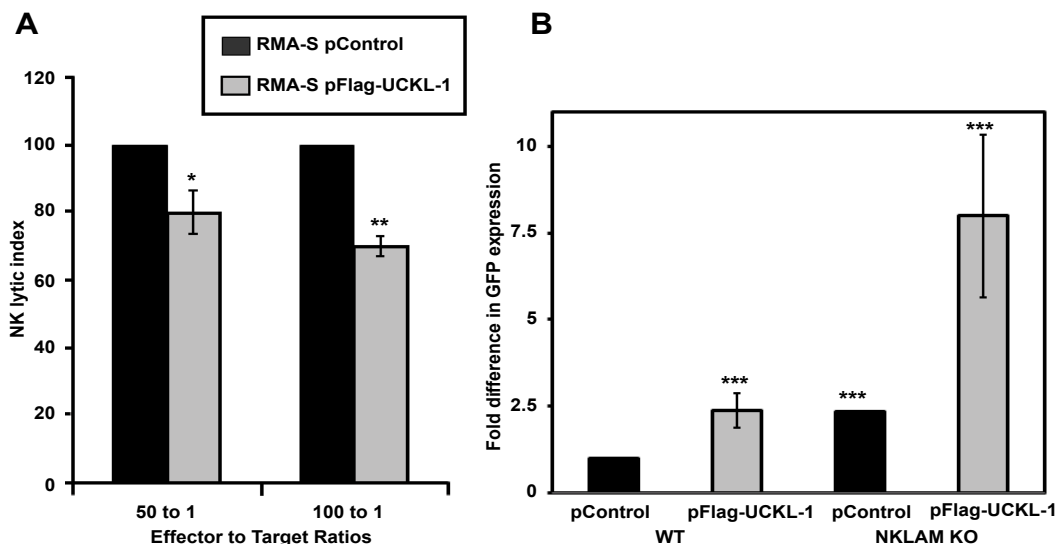 A
RMA-S pControl
RMA-S pFlag-UCKL-1
NK lytic index
120
100
80
60
40
20
0
*
**
50 to 1
100 to 1
Effector to Target Ratios
B
Fold difference in GFP expression
10
7.5
5
2.5
0
***
***
***
pControl
pFlag-UCKL-1
pControl
pFlag-UCKL-1
WT
NKLAM KO